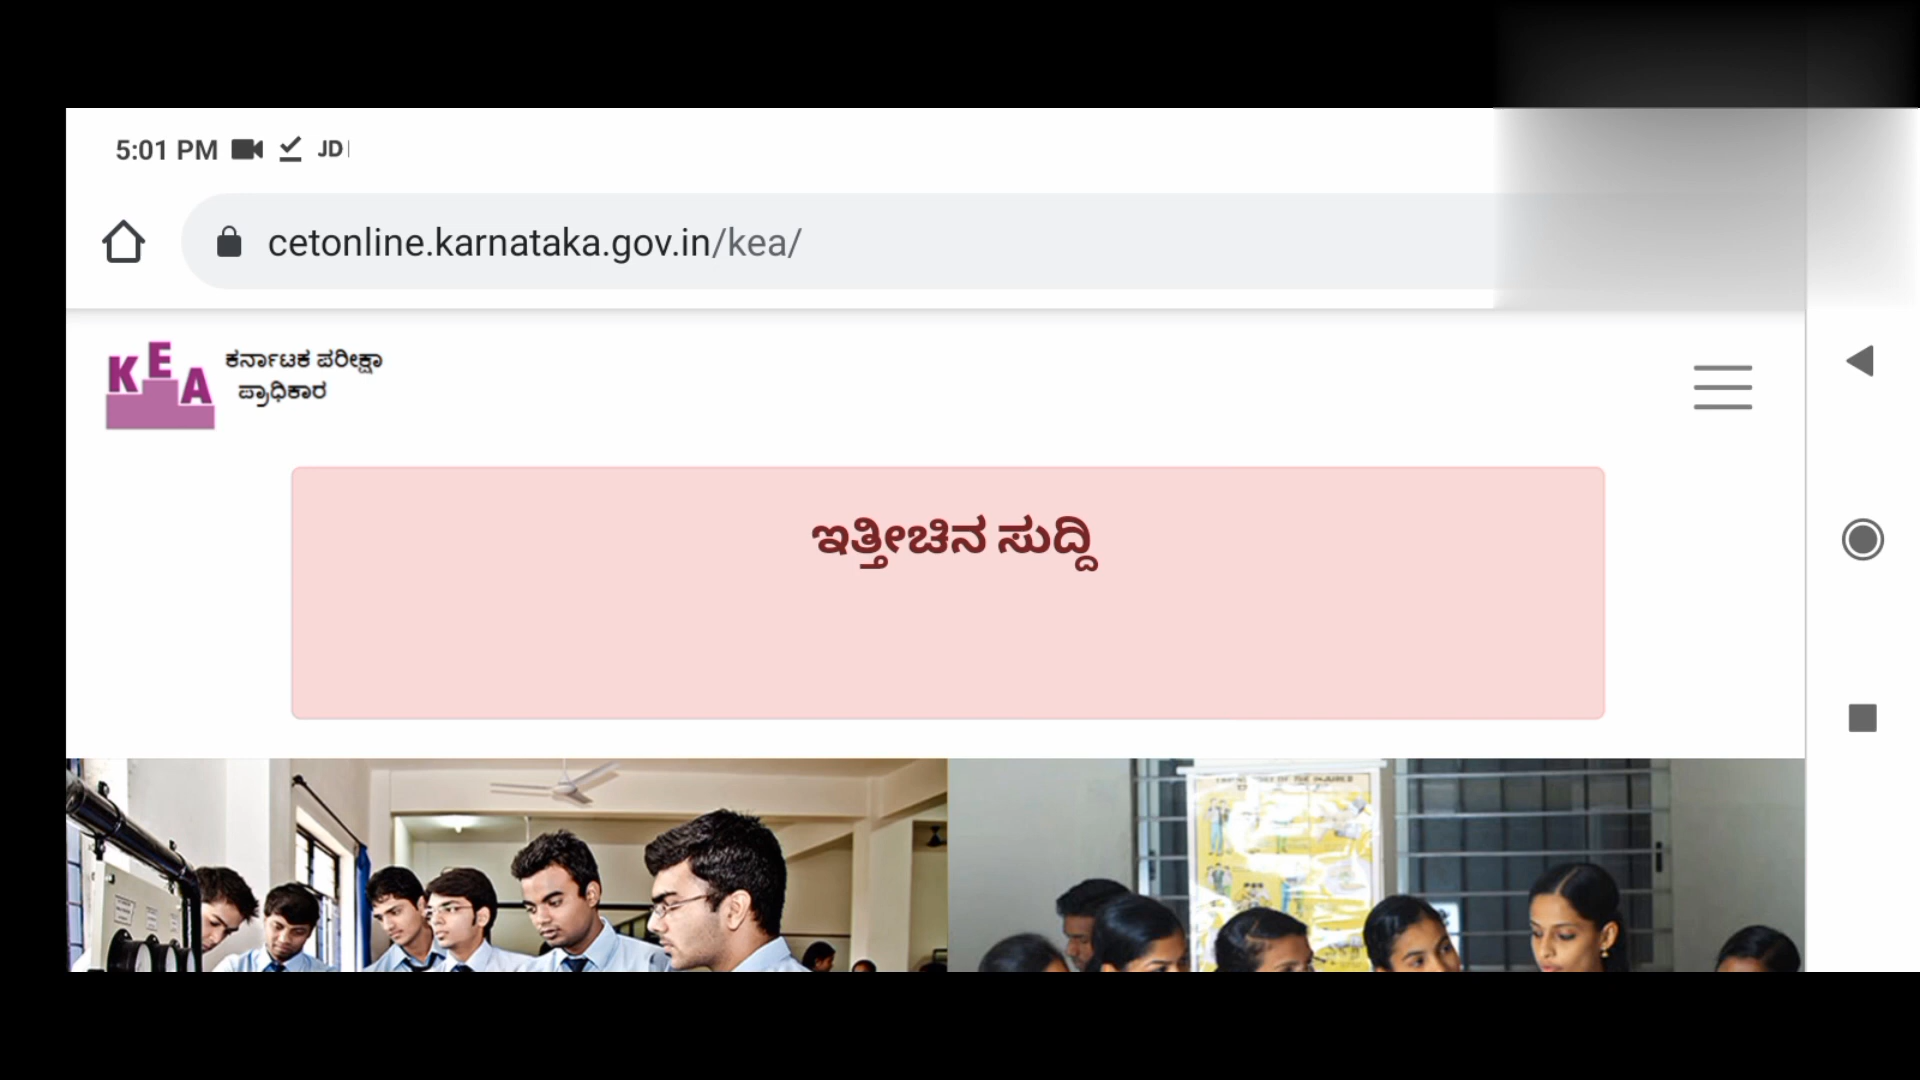 5:01 PM JD
cetonline.karnataka.gov.in/kea/
KEA
ಕರ್ನಾಟಕ ಪರೀಕ್ಷಾ
ಪ್ರಾಧಿಕಾರ
ಇತ್ತೀಚಿನ ಸುದ್ದಿ